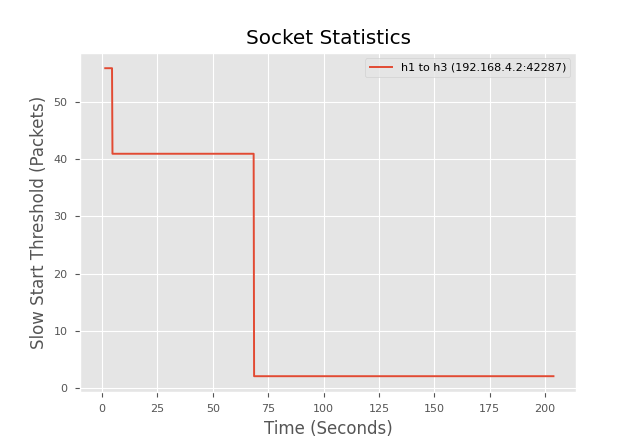 Socket Statistics
h1 to h3 (192.168.4.2:42287)
Slow Start Threshold (Packets)
50
40
30
20
10
0
0 25 50 75 100 125 150 175 200
Time (Seconds)